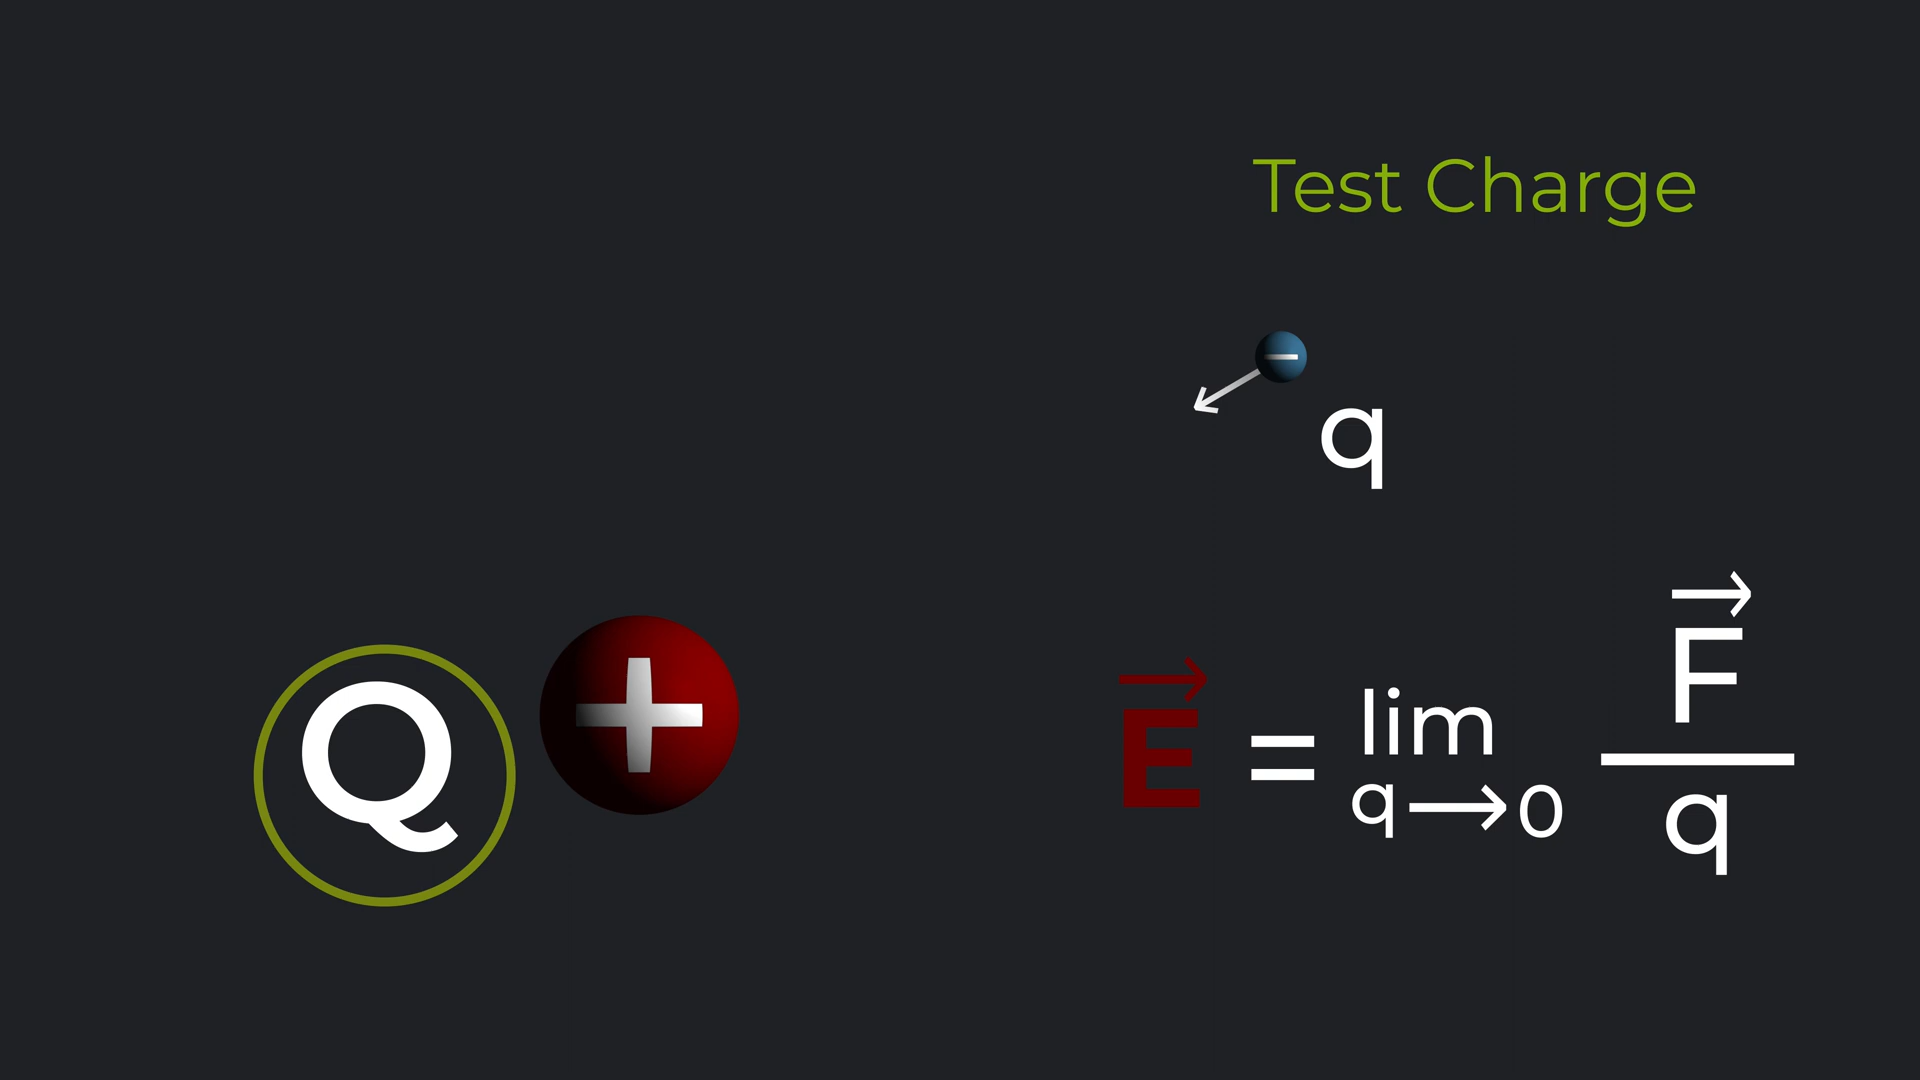 Test Charge
−
q
Q
+
E⃗ = lim q→0 F⃗ / q